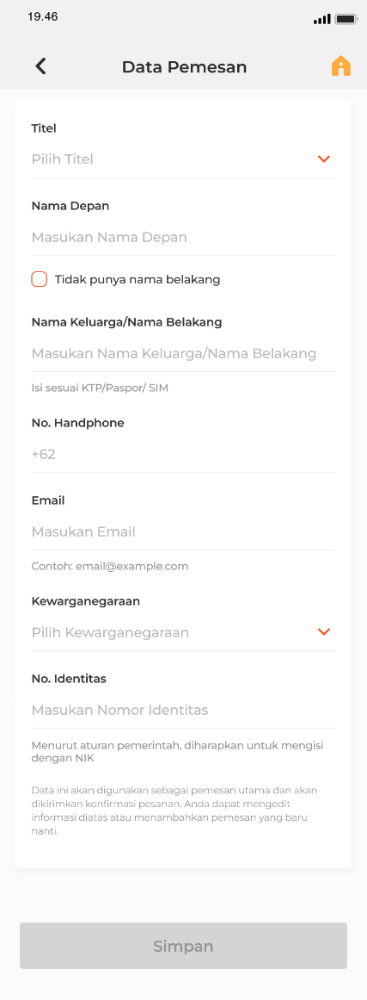 19.46
Data Pemesan
Titel
Pilih Titel
Nama Depan
Masukan Nama Depan
Tidak punya nama belakang
Nama Keluarga/Nama Belakang
Masukan Nama Keluarga/Nama Belakang
Isi sesuai KTP/Paspor/ SIM
No. Handphone
+62
Email
Masukan Email
Contoh: email@example.com
Kewarganegaraan
Pilih Kewarganegaraan
No. Identitas
Masukan Nomor Identitas
Menurut aturan pemerintah, diharapkan untuk mengisi
dengan NIK
Data ini akan digunakan sebagai pemesan utama dan akan
dikirimkan konfirmasi pesanan. Anda dapat mengedit
informasi diatas atau menambahkan pemesan yang baru
nanti.
Simpan